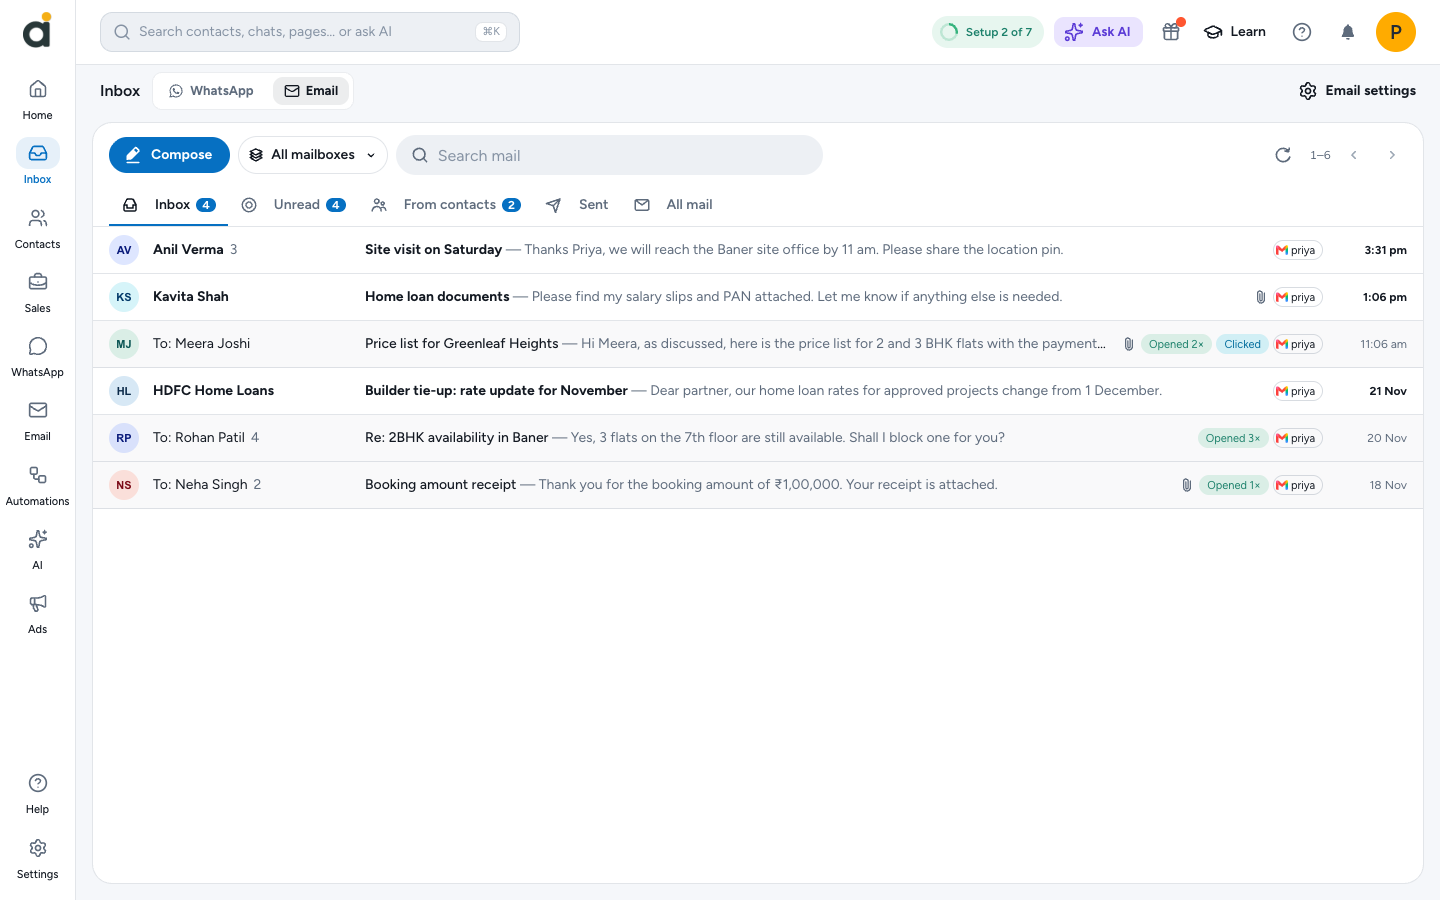 Search contacts, chats, pages... or ask AI
⌘K
Setup 2 of 7
Ask AI
Learn
P
Home
Inbox
Contacts
Sales
WhatsApp
Email
Automations
AI
Ads
Help
Settings
Inbox
WhatsApp
Email
Email settings
Compose
All mailboxes
Search mail
1–6
Inbox 4
Unread 4
From contacts 2
Sent
All mail
AV Anil Verma 3 Site visit on Saturday — Thanks Priya, we will reach the Baner site office by 11 am. Please share the location pin. priya 3:31 pm
KS Kavita Shah Home loan documents — Please find my salary slips and PAN attached. Let me know if anything else is needed. priya 1:06 pm
MJ To: Meera Joshi Price list for Greenleaf Heights — Hi Meera, as discussed, here is the price list for 2 and 3 BHK flats with the payment... Opened 2× Clicked priya 11:06 am
HL HDFC Home Loans Builder tie-up: rate update for November — Dear partner, our home loan rates for approved projects change from 1 December. priya 21 Nov
RP To: Rohan Patil 4 Re: 2BHK availability in Baner — Yes, 3 flats on the 7th floor are still available. Shall I block one for you? Opened 3× priya 20 Nov
NS To: Neha Singh 2 Booking amount receipt — Thank you for the booking amount of ₹1,00,000. Your receipt is attached. Opened 1× priya 18 Nov